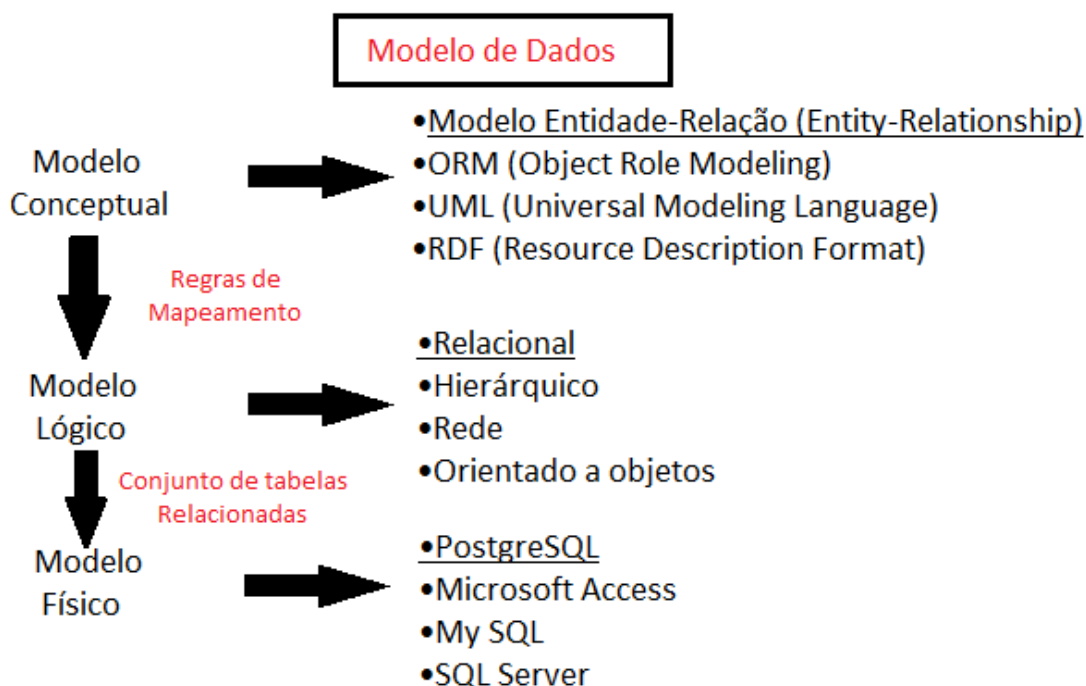 Modelo de Dados
Modelo
Conceptual
•Modelo Entidade-Relação (Entity-Relationship)
•ORM (Object Role Modeling)
•UML (Universal Modeling Language)
•RDF (Resource Description Format)
Regras de
Mapeamento
Modelo
Lógico
•Relacional
•Hierárquico
•Rede
•Orientado a objetos
Conjunto de tabelas
Relacionadas
Modelo
Físico
•PostgreSQL
•Microsoft Access
•My SQL
•SQL Server